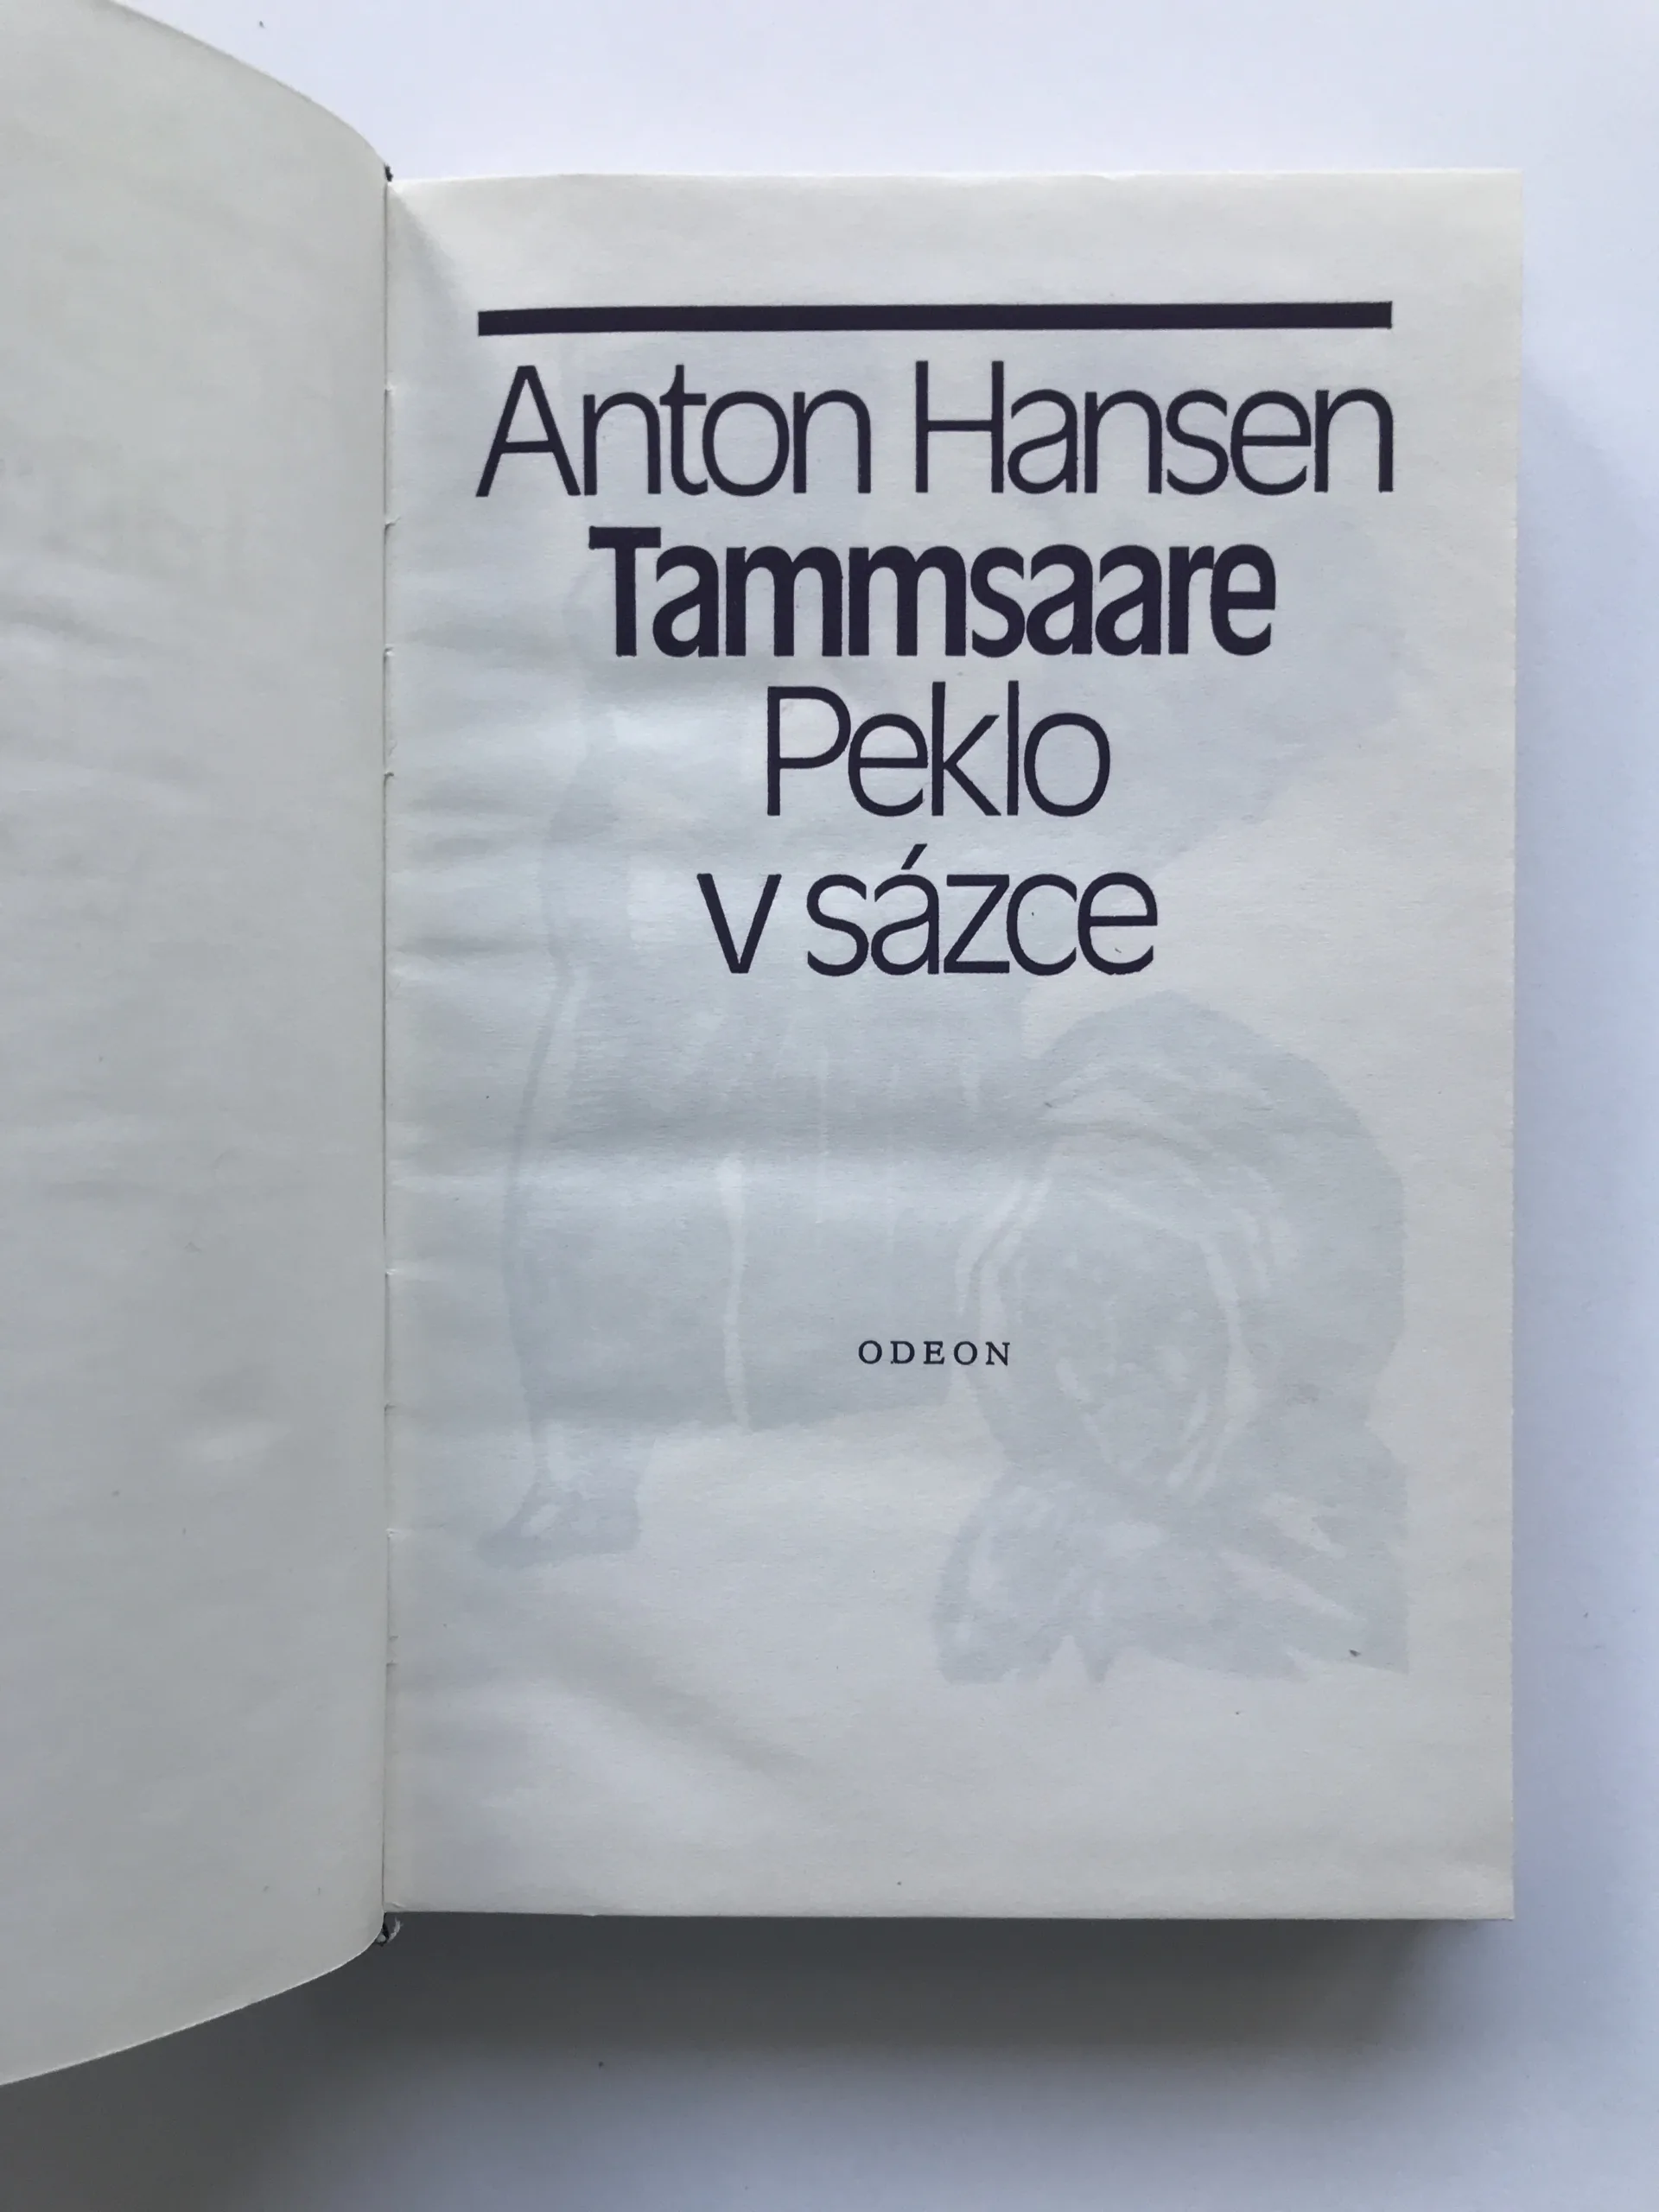 Anton Hansen
Tammsaare
Peklo
v sázce
ODEON